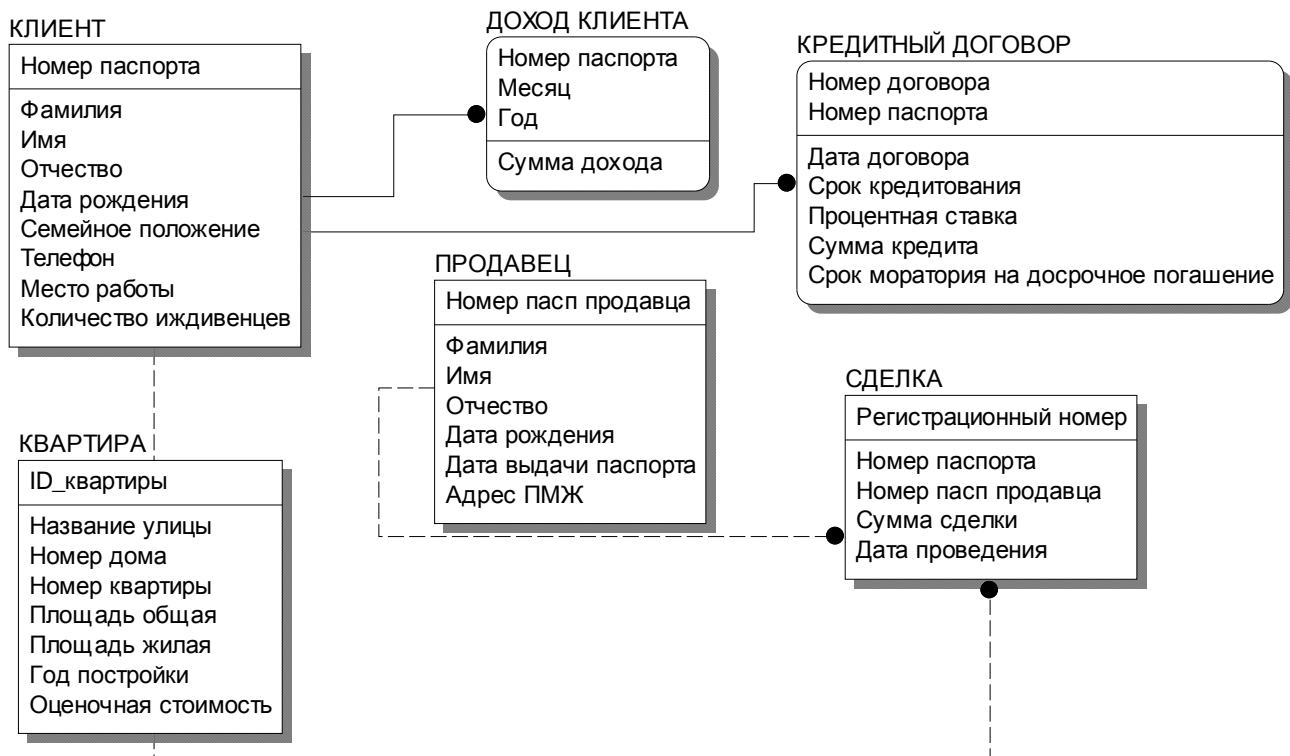 КЛИЕНТ
Номер паспорта
Фамилия
Имя
Отчество
Дата рождения
Семейное положение
Телефон
Место работы
Количество иждивенцев
ДОХОД КЛИЕНТА
Номер паспорта
Месяц
Год
Сумма дохода
КРЕДИТНЫЙ ДОГОВОР
Номер договора
Номер паспорта
Дата договора
Срок кредитования
Процентная ставка
Сумма кредита
Срок моратория на досрочное погашение
ПРОДАВЕЦ
Номер пасп продавца
Фамилия
Имя
Отчество
Дата рождения
Дата выдачи паспорта
Адрес ПМЖ
СДЕЛКА
Регистрационный номер
Номер паспорта
Номер пасп продавца
Сумма сделки
Дата проведения
КВАРТИРА
ID_квартиры
Название улицы
Номер дома
Номер квартиры
Площадь общая
Площадь жилая
Год постройки
Оценочная стоимость